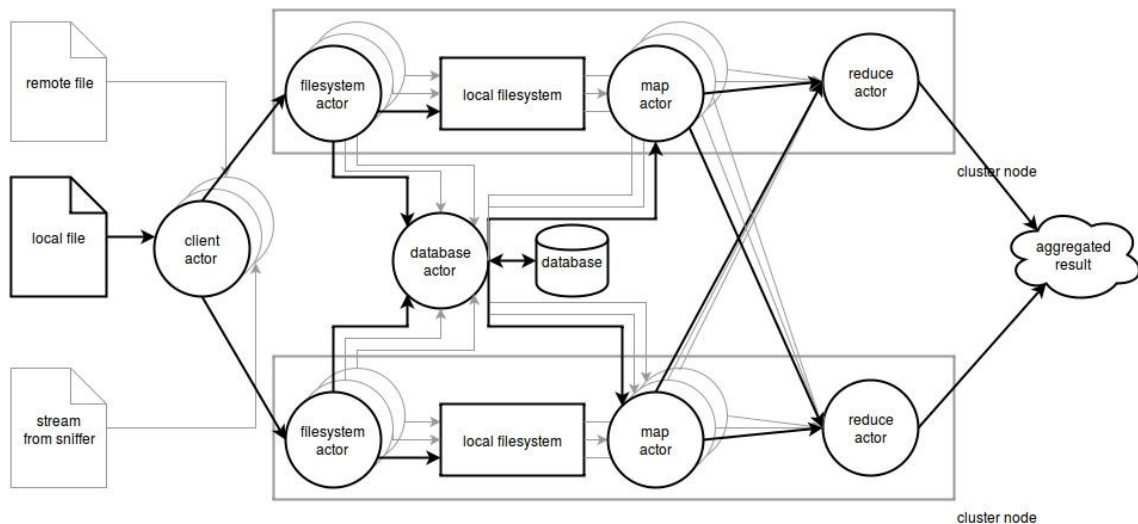 remote file
local file
stream
from sniffer
client
actor
filesystem
actor
local filesystem
map
actor
reduce
actor
cluster node
database
actor
database
aggregated
result
filesystem
actor
local filesystem
map
actor
reduce
actor
cluster node